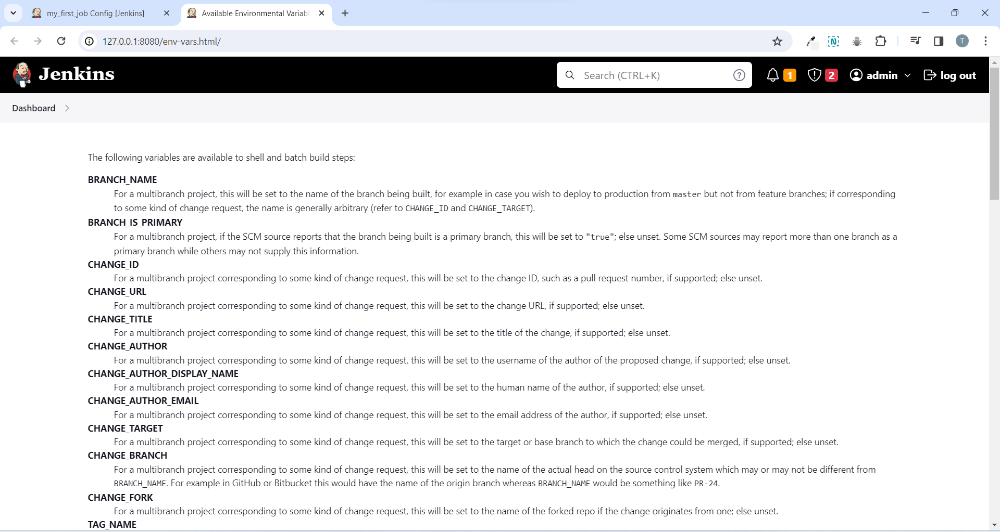 my_first_job Config [Jenkins]
Available Environmental Variabl
127.0.0.1:8080/env-vars.html/
T
Jenkins
Search (CTRL+K)
1
2
admin
log out
Dashboard
The following variables are available to shell and batch build steps:
BRANCH_NAME
For a multibranch project, this will be set to the name of the branch being built, for example in case you wish to deploy to production from master but not from feature branches; if corresponding
to some kind of change request, the name is generally arbitrary (refer to CHANGE_ID and CHANGE_TARGET).
BRANCH_IS_PRIMARY
For a multibranch project, if the SCM source reports that the branch being built is a primary branch, this will be set to "true"; else unset. Some SCM sources may report more than one branch as a
primary branch while others may not supply this information.
CHANGE_ID
For a multibranch project corresponding to some kind of change request, this will be set to the change ID, such as a pull request number, if supported; else unset.
CHANGE_URL
For a multibranch project corresponding to some kind of change request, this will be set to the change URL, if supported; else unset.
CHANGE_TITLE
For a multibranch project corresponding to some kind of change request, this will be set to the title of the change, if supported; else unset.
CHANGE_AUTHOR
For a multibranch project corresponding to some kind of change request, this will be set to the username of the author of the proposed change, if supported; else unset.
CHANGE_AUTHOR_DISPLAY_NAME
For a multibranch project corresponding to some kind of change request, this will be set to the human name of the author, if supported; else unset.
CHANGE_AUTHOR_EMAIL
For a multibranch project corresponding to some kind of change request, this will be set to the email address of the author, if supported; else unset.
CHANGE_TARGET
For a multibranch project corresponding to some kind of change request, this will be set to the target or base branch to which the change could be merged, if supported; else unset.
CHANGE_BRANCH
For a multibranch project corresponding to some kind of change request, this will be set to the name of the actual head on the source control system which may or may not be different from
BRANCH_NAME. For example in GitHub or Bitbucket this would have the name of the origin branch whereas BRANCH_NAME would be something like PR-24.
CHANGE_FORK
For a multibranch project corresponding to some kind of change request, this will be set to the name of the forked repo if the change originates from one; else unset.
TAG_NAME